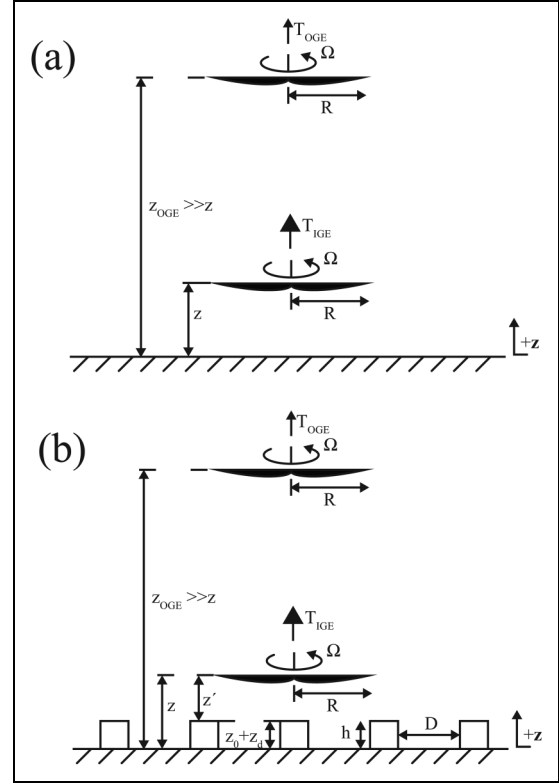 (a)
T_OGE
Ω
R
z_OGE >>z
T_IGE
Ω
z
R
+z
(b)
T_OGE
Ω
R
z_OGE >>z
T_IGE
Ω
z
z′
R
z_0+z_d
h
D
+z